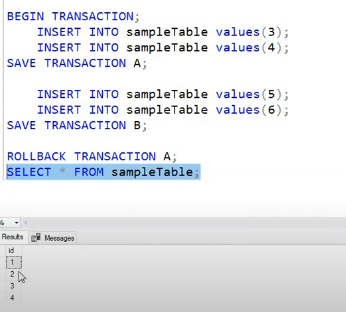 BEGIN TRANSACTION;
INSERT INTO sampleTable values(3);
INSERT INTO sampleTable values(4);
SAVE TRANSACTION A;
INSERT INTO sampleTable values(5);
INSERT INTO sampleTable values(6);
SAVE TRANSACTION B;
ROLLBACK TRANSACTION A;
SELECT * FROM sampleTable;
%
Results Messages
id
1
2
3
4